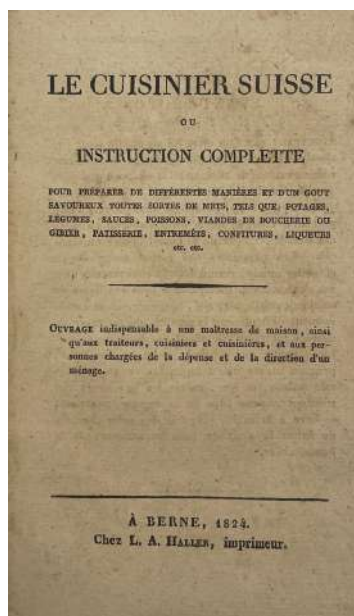 LE CUISINIER SUISSE
OU
INSTRUCTION COMPLETTE
POUR PRÉPARER DE DIFFÉRENTES MANIÈRES ET D'UN GOUT
SAVOUREUX TOUTES SORTES DE METS, TELS QUE: POTAGES,
LÉGUMES, SAUCES, POISSONS, VIANDES DE BOUCHERIE OU
GIBIER, PATISSERIE, ENTREMÊTS, CONFITURES, LIQUEURS
etc. etc.
OUVRAGE indispensable à une maîtresse de maison, ainsi
qu'aux traiteurs, cuisiniers et cuisinières, et aux per-
sonnes chargées de la dépense et de la direction d'un
ménage.
À BERNE, 1824.
Chez L. A. HALLER, imprimeur.